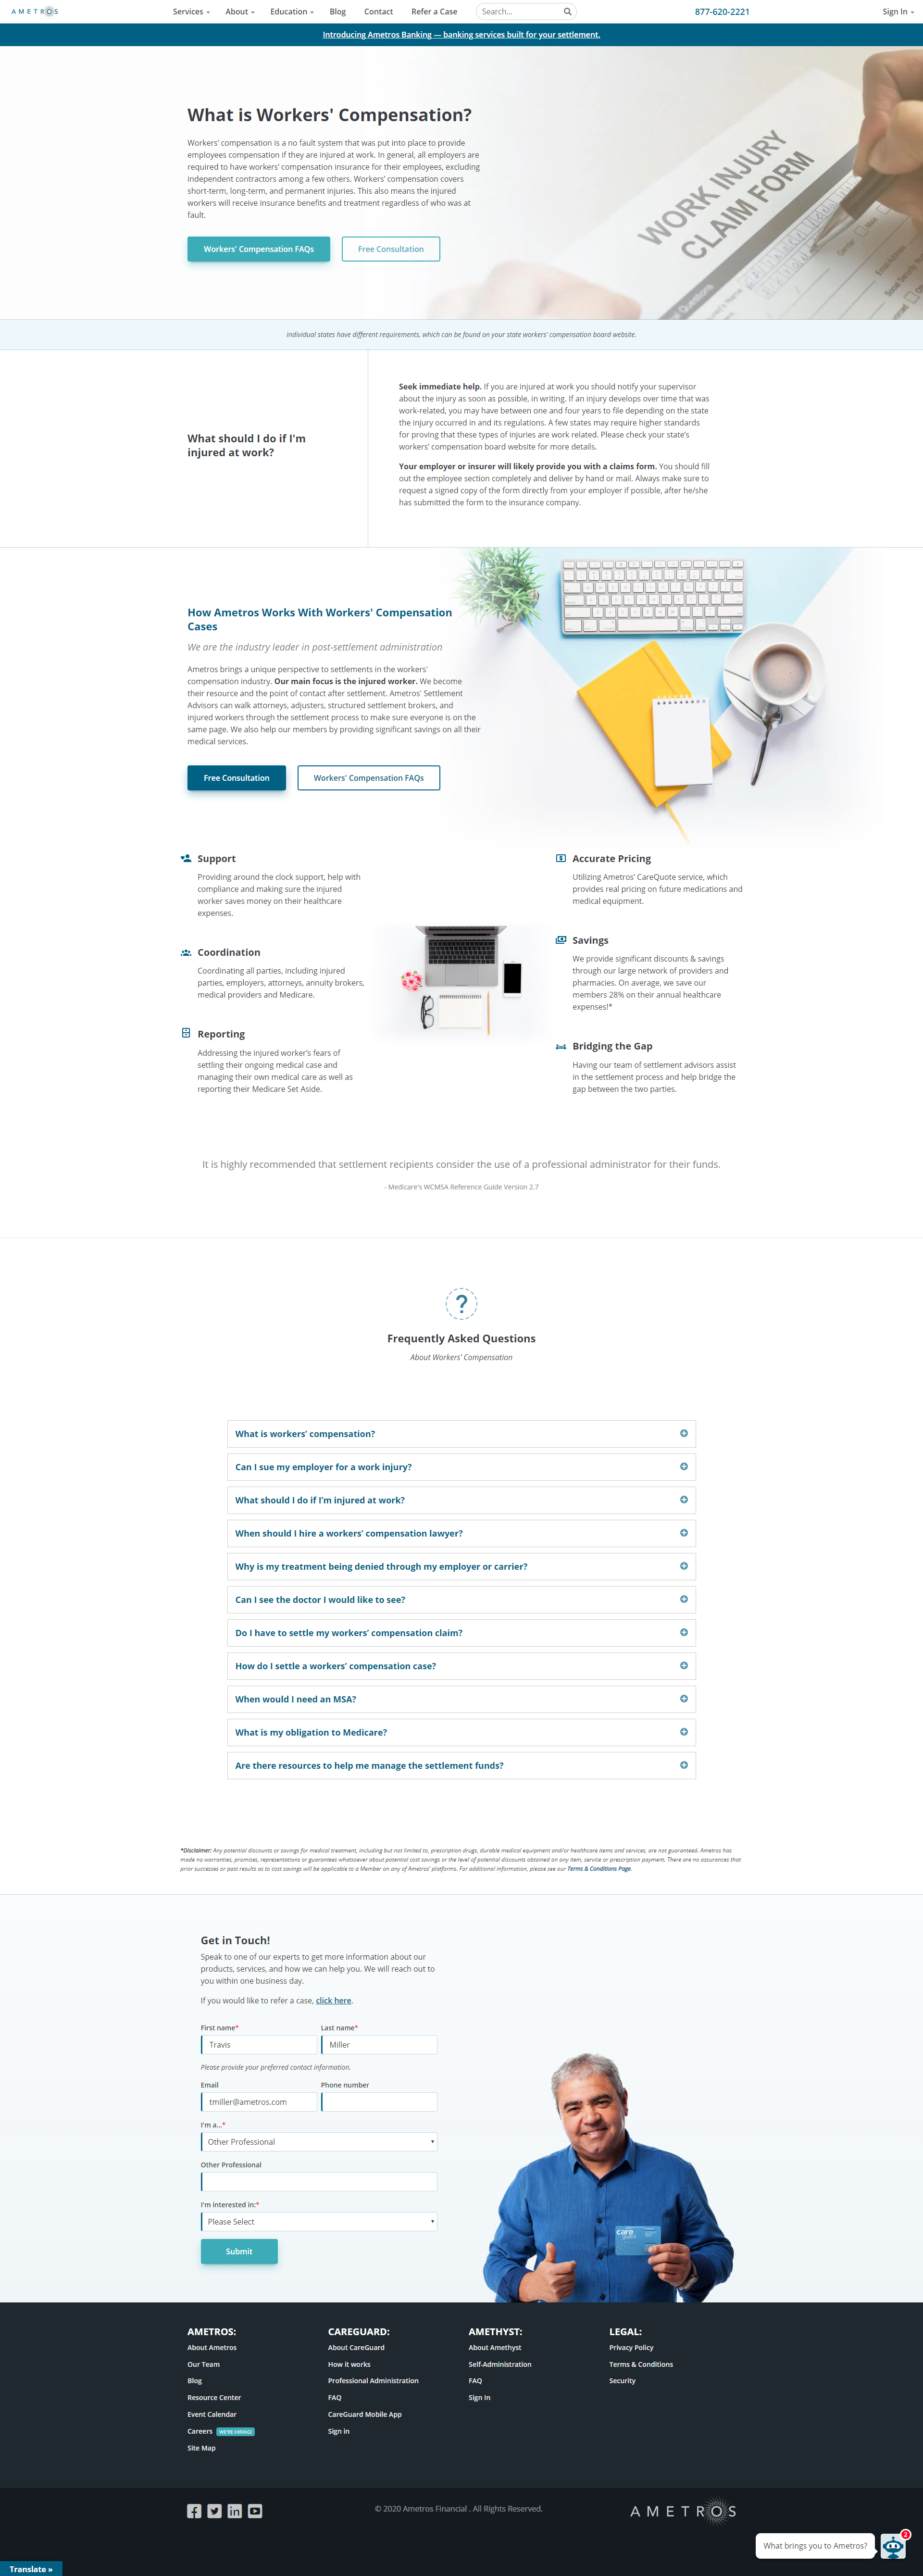 AMETROS
Services
About
Education
Blog
Contact
Refer a Case
Search...
877-620-2221
Sign In
Introducing Ametros Banking — banking services built for your settlement.
What is Workers' Compensation?
Workers' compensation is a no fault system that was put into place to provide
employees compensation if they are injured at work. In general, all employers are
required to have workers' compensation insurance for their employees, excluding
independent contractors among a few others. Workers' compensation covers
short-term, long-term, and permanent injuries. This also means the injured
workers will receive insurance benefits and treatment regardless of who was at
fault.
Workers' Compensation FAQs
Free Consultation
WORK INJURY
CLAIM FORM
Individual states have different requirements, which can be found on your state workers' compensation board website.
What should I do if I'm
injured at work?
Seek immediate help. If you are injured at work you should notify your supervisor
about the injury as soon as possible, in writing. If an injury develops over time that was
work-related, you may have between one and four years to file depending on the state
the injury occurred in and its regulations. A few states may require higher standards
for proving that these types of injuries are work related. Please check your state's
workers' compensation board website for more details.
Your employer or insurer will likely provide you with a claims form. You should fill
out the employee section completely and deliver by hand or mail. Always make sure to
request a signed copy of the form directly from your employer if possible, after he/she
has submitted the form to the insurance company.
How Ametros Works With Workers' Compensation
Cases
We are the industry leader in post-settlement administration
Ametros brings a unique perspective to settlements in the workers'
compensation industry. Our main focus is the injured worker. We become
their resource and the point of contact after settlement. Ametros' Settlement
Advisors can walk attorneys, adjusters, structured settlement brokers, and
injured workers through the settlement process to make sure everyone is on the
same page. We also help our members by providing significant savings on all their
medical services.
Free Consultation
Workers' Compensation FAQs
Support
Providing around the clock support, help with
compliance and making sure the injured
worker saves money on their healthcare
expenses.
Coordination
Coordinating all parties, including injured
parties, employers, attorneys, annuity brokers,
medical providers and Medicare.
Reporting
Addressing the injured worker's fears of
settling their ongoing medical case and
managing their own medical care as well as
reporting their Medicare Set Aside.
Accurate Pricing
Utilizing Ametros' CareQuote service, which
provides real pricing on future medications and
medical equipment.
Savings
We provide significant discounts & savings
through our large network of providers and
pharmacies. On average, we save our
members 28% on their annual healthcare
expenses!*
Bridging the Gap
Having our team of settlement advisors assist
in the settlement process and help bridge the
gap between the two parties.
It is highly recommended that settlement recipients consider the use of a professional administrator for their funds.
- Medicare's WCMSA Reference Guide Version 2.7
?
Frequently Asked Questions
About Workers' Compensation
What is workers' compensation?
Can I sue my employer for a work injury?
What should I do if I'm injured at work?
When should I hire a workers' compensation lawyer?
Why is my treatment being denied through my employer or carrier?
Can I see the doctor I would like to see?
Do I have to settle my workers' compensation claim?
How do I settle a workers' compensation case?
When would I need an MSA?
What is my obligation to Medicare?
Are there resources to help me manage the settlement funds?
*Disclaimer: Any potential discounts or savings for medical treatment, including but not limited to, prescription drugs, durable medical equipment and/or healthcare items and services, are not guaranteed. Ametros has
made no warranties, promises, representations or guarantees whatsoever about potential cost savings or the level of potential discounts obtained on any item, service or prescription payment. There are no assurances that
prior successes or past results as to cost savings will be applicable to a Member on any of Ametros' platforms. For additional information, please see our Terms & Conditions Page.
Get in Touch!
Speak to one of our experts to get more information about our
products, services, and how we can help you. We will reach out to
you within one business day.
If you would like to refer a case, click here.
First name*
Last name*
Travis
Miller
Please provide your preferred contact information.
Email
Phone number
tmiller@ametros.com
I'm a...*
Other Professional
Other Professional
I'm interested in:*
Please Select
Submit
care
guard
AMETROS:
About Ametros
Our Team
Blog
Resource Center
Event Calendar
Careers WE'RE HIRING!
Site Map
CAREGUARD:
About CareGuard
How it works
Professional Administration
FAQ
CareGuard Mobile App
Sign in
AMETHYST:
About Amethyst
Self-Administration
FAQ
Sign In
LEGAL:
Privacy Policy
Terms & Conditions
Security
© 2020 Ametros Financial . All Rights Reserved.
AMETROS
What brings you to Ametros?
2
Translate »